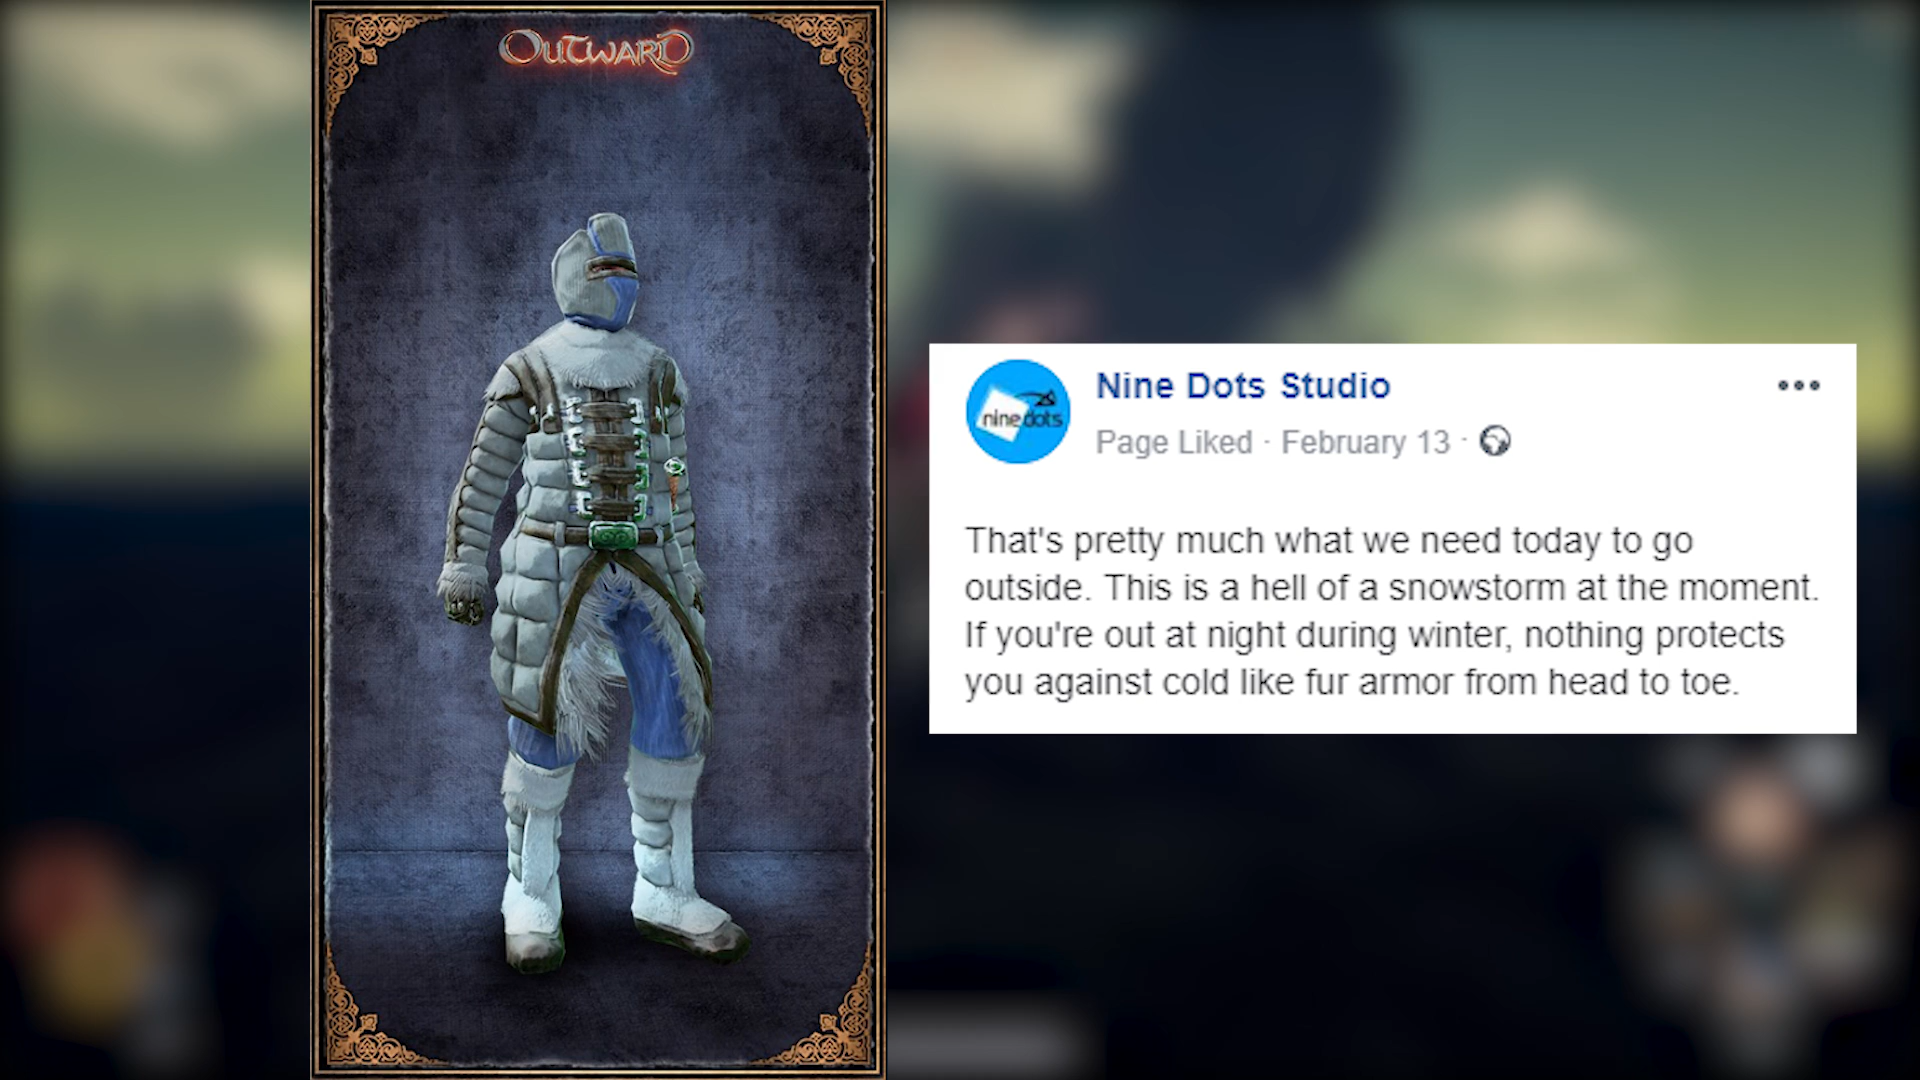 OUTWARD
Nine Dots Studio
nine dots
Page Liked · February 13 ·
That's pretty much what we need today to go
outside. This is a hell of a snowstorm at the moment.
If you're out at night during winter, nothing protects
you against cold like fur armor from head to toe.